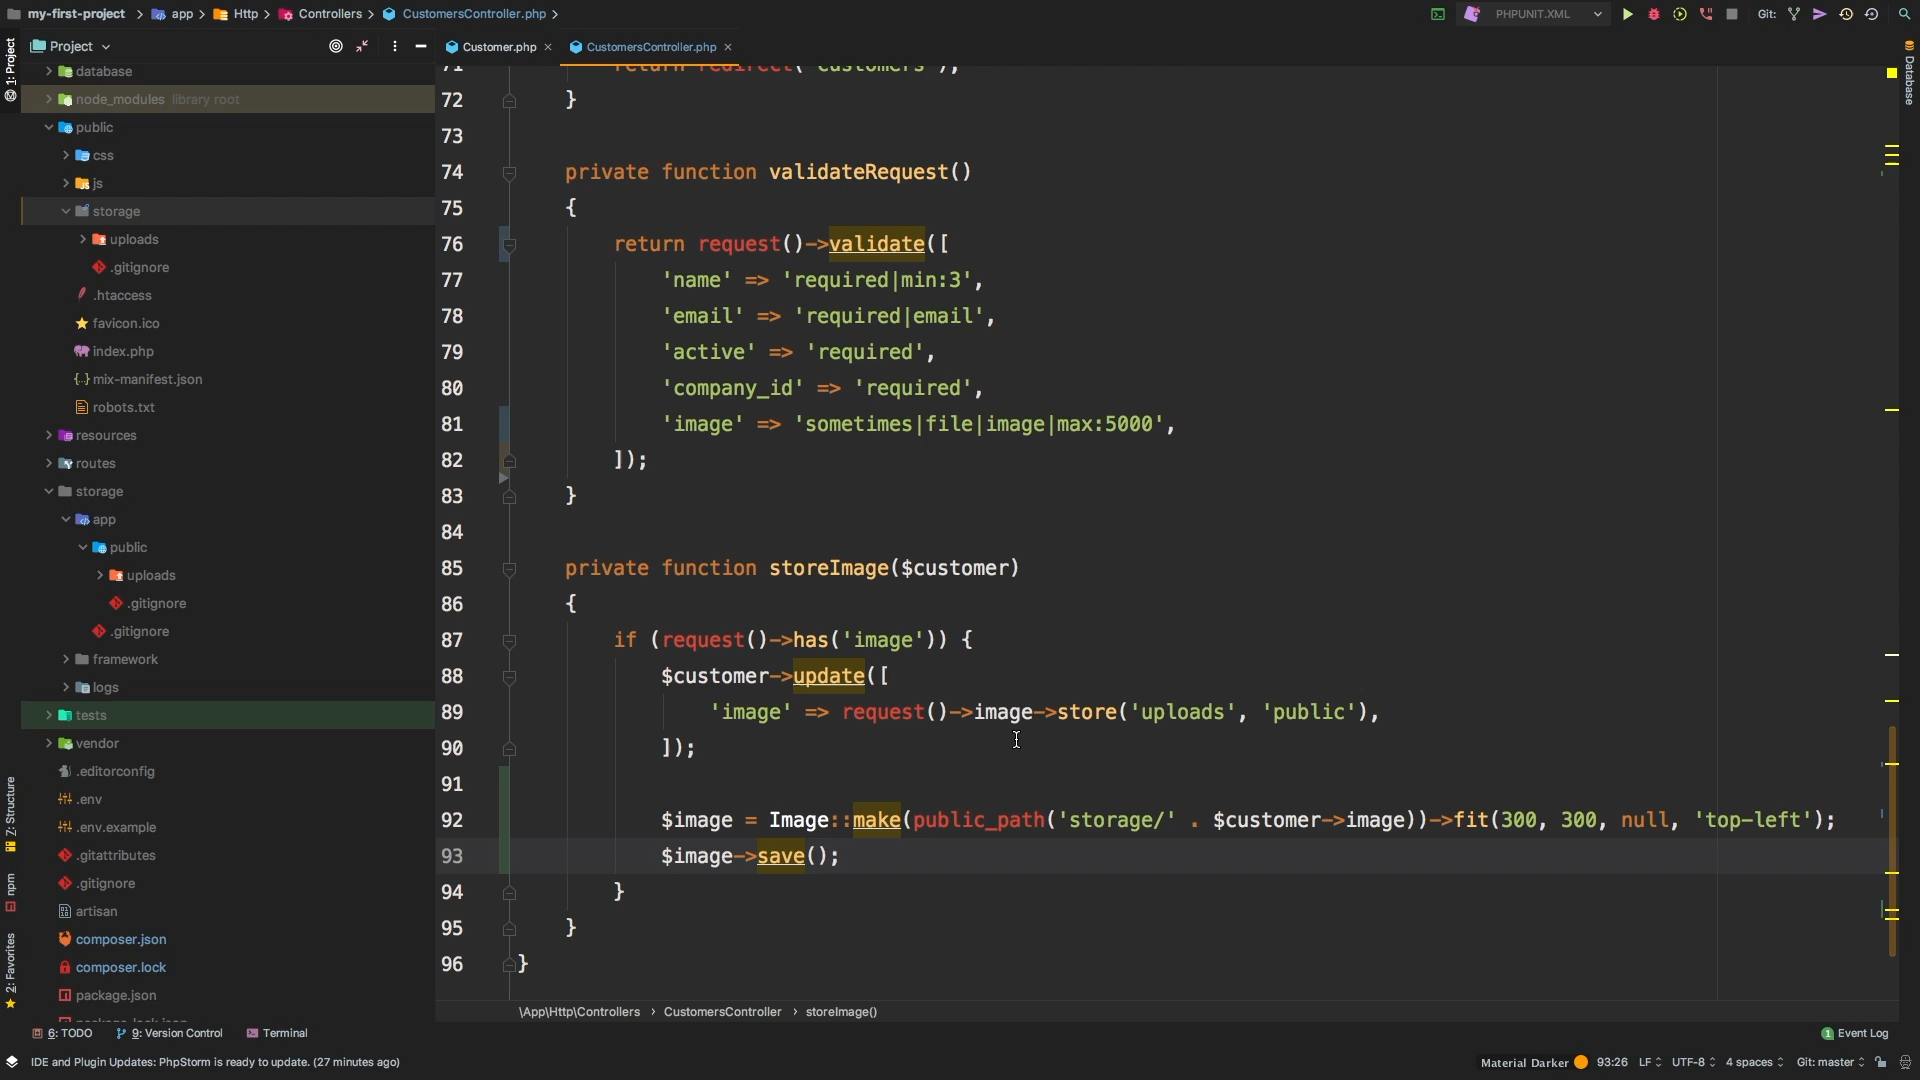 my-first-project > app > Http > Controllers > CustomersController.php >
PHPUNIT.XML
Git:
1: Project
Project
Customer.php
CustomersController.php
Database
database
node_modules library root
public
css
js
storage
uploads
.gitignore
.htaccess
favicon.ico
index.php
mix-manifest.json
robots.txt
resources
routes
storage
app
public
uploads
.gitignore
.gitignore
framework
logs
tests
vendor
.editorconfig
.env
.env.example
.gitattributes
.gitignore
artisan
composer.json
composer.lock
package.json
Z: Structure
npm
2: Favorites
71 return redirect('customers');
72 }
73
74 private function validateRequest()
75 {
76 return request()->validate([
77 'name' => 'required|min:3',
78 'email' => 'required|email',
79 'active' => 'required',
80 'company_id' => 'required',
81 'image' => 'sometimes|file|image|max:5000',
82 ]);
83 }
84
85 private function storeImage($customer)
86 {
87 if (request()->has('image')) {
88 $customer->update([
89 'image' => request()->image->store('uploads', 'public'),
90 ]);
91
92 $image = Image::make(public_path('storage/' . $customer->image))->fit(300, 300, null, 'top-left');
93 $image->save();
94 }
95 }
96 }
\App\Http\Controllers > CustomersController > storeImage()
6: TODO
9: Version Control
Terminal
1 Event Log
IDE and Plugin Updates: PhpStorm is ready to update. (27 minutes ago)
Material Darker
93:26
LF
UTF-8
4 spaces
Git: master